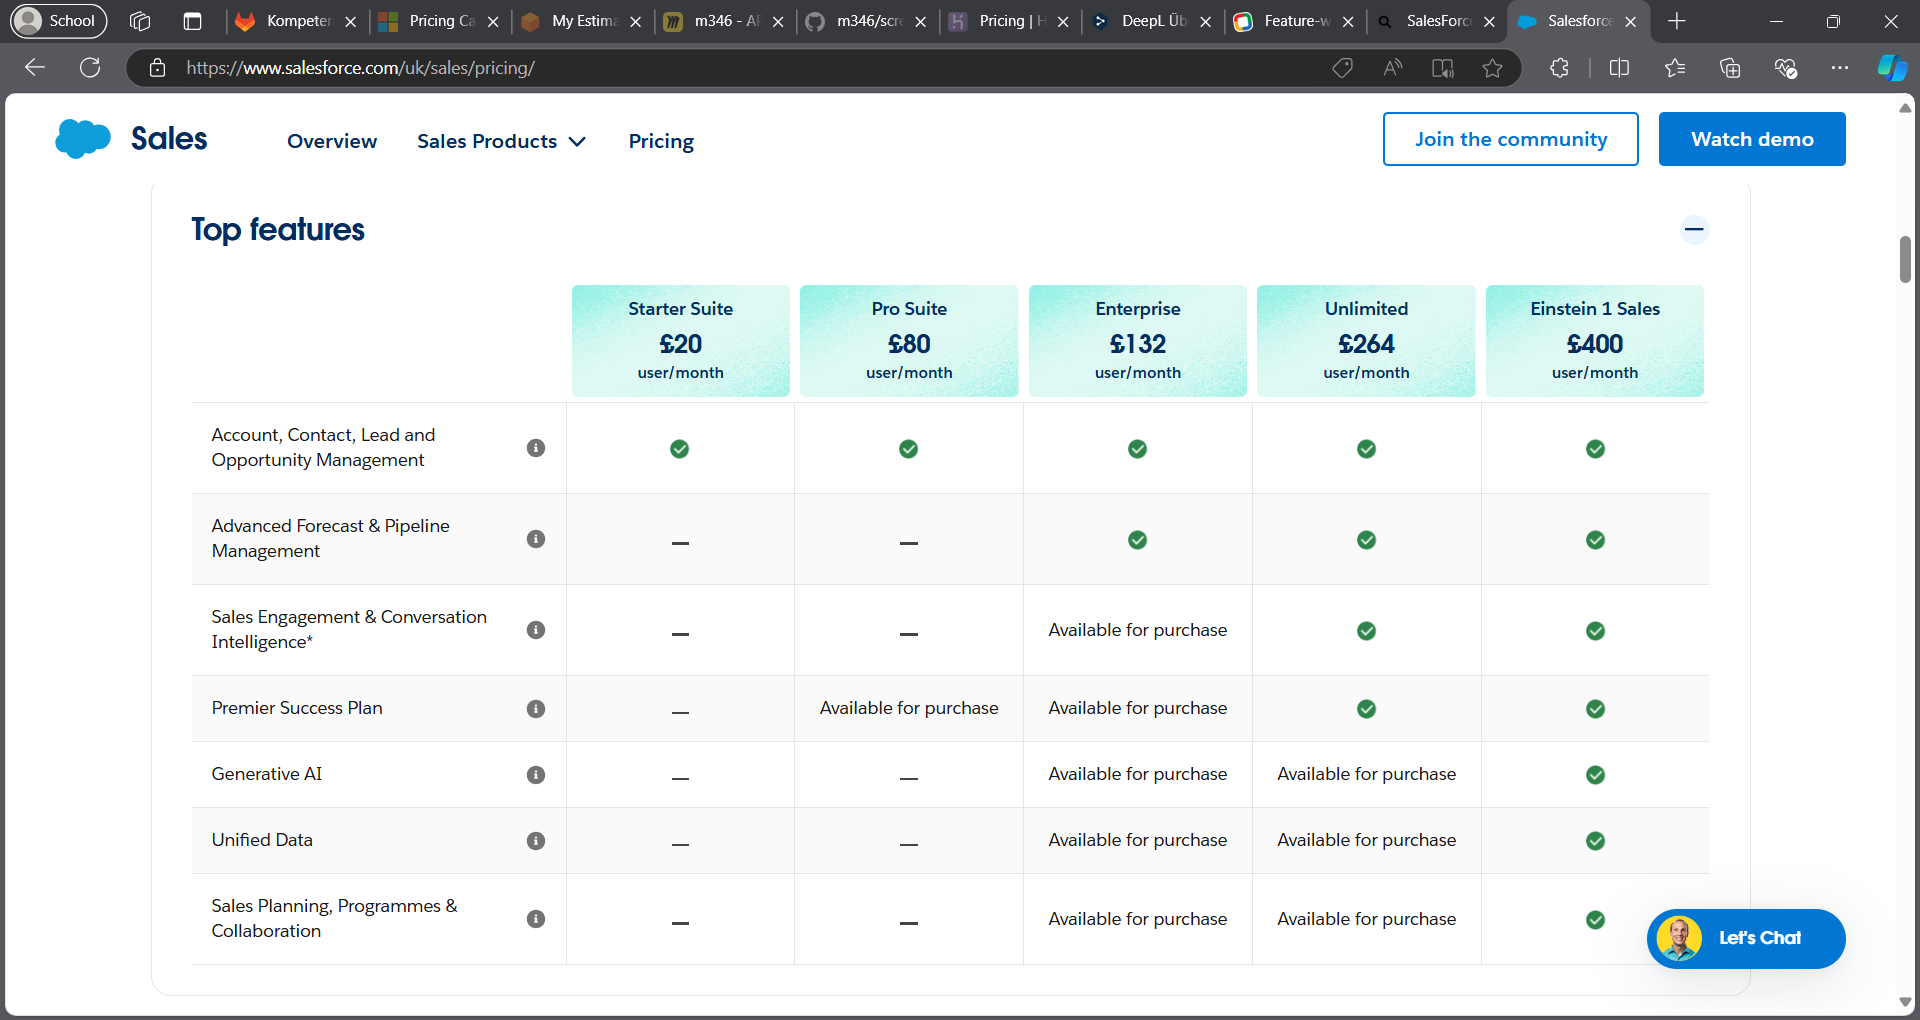 School
Kompeten
Pricing Ca
My Estima
m346 - AF
m346/scre
Pricing | H
DeepL Üb
Feature-w
SalesForc
Salesforce
https://www.salesforce.com/uk/sales/pricing/
Sales
Overview
Sales Products
Pricing
Join the community
Watch demo
Top features
Starter Suite
£20
user/month
Pro Suite
£80
user/month
Enterprise
£132
user/month
Unlimited
£264
user/month
Einstein 1 Sales
£400
user/month
Account, Contact, Lead and
Opportunity Management
Advanced Forecast & Pipeline
Management
— —
Sales Engagement & Conversation
Intelligence*
— — Available for purchase
Premier Success Plan — Available for purchase Available for purchase
Generative AI — — Available for purchase Available for purchase
Unified Data — — Available for purchase Available for purchase
Sales Planning, Programmes &
Collaboration
— — Available for purchase Available for purchase
Let's Chat